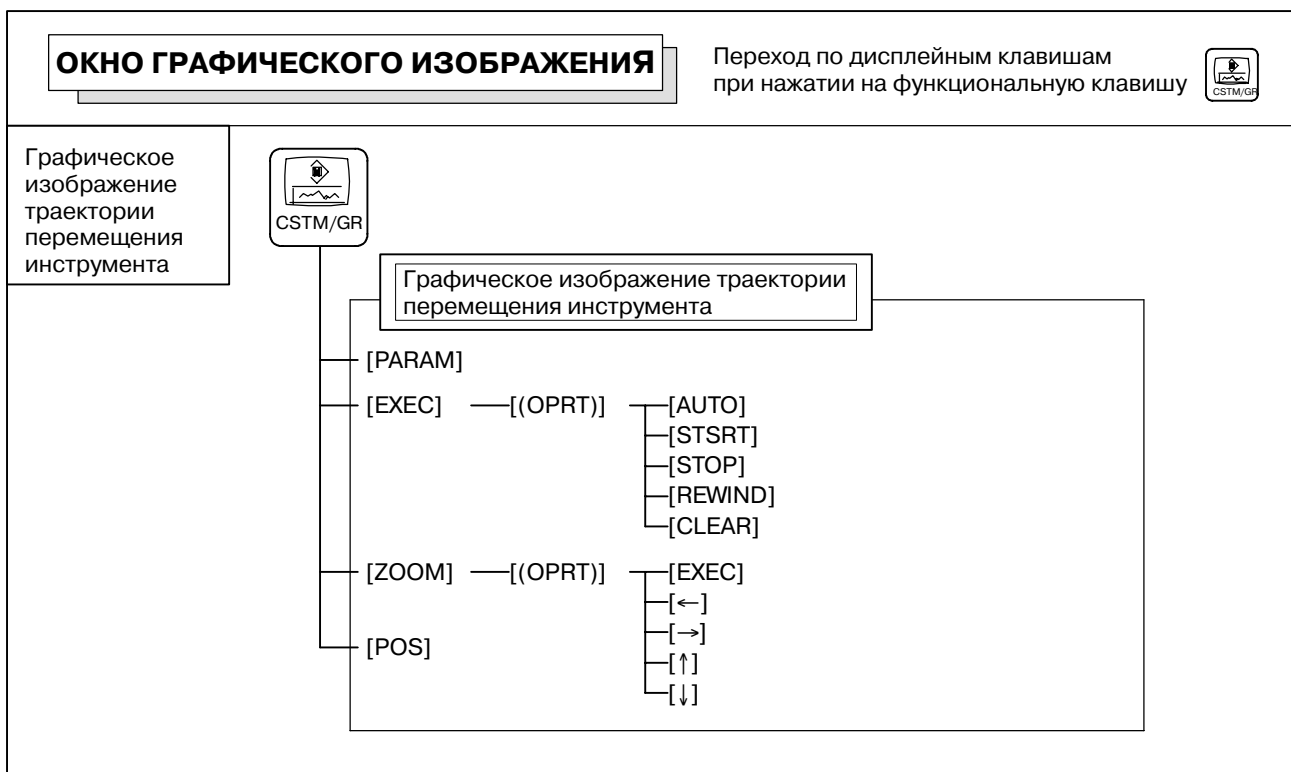 ОКНО ГРАФИЧЕСКОГО ИЗОБРАЖЕНИЯ
Переход по дисплейным клавишам
при нажатии на функциональную клавишу
CSTM/GR
Графическое
изображение
траектории
перемещения
инструмента
CSTM/GR
Графическое изображение траектории
перемещения инструмента
[PARAM]
[EXEC] [(OPRT)] [AUTO]
[STSRT]
[STOP]
[REWIND]
[CLEAR]
[ZOOM] [(OPRT)] [EXEC]
[←]
[→]
[POS]
[↑]
[↓]